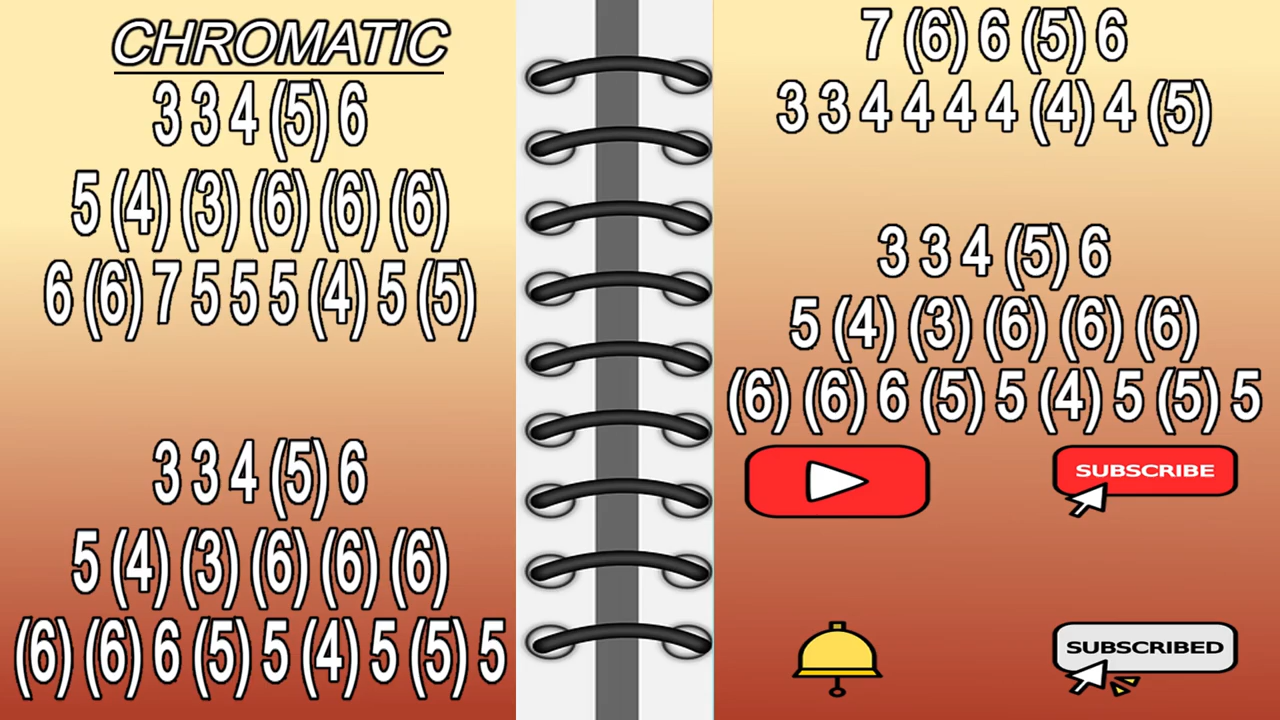 CHROMATIC
3 3 4 (5) 6
5 (4) (3) (6) (6) (6)
6 (6) 7 5 5 5 (4) 5 (5)
3 3 4 (5) 6
5 (4) (3) (6) (6) (6)
(6) (6) 6 (5) 5 (4) 5 (5) 5
7 (6) 6 (5) 6
3 3 4 4 4 4 (4) 4 (5)
3 3 4 (5) 6
5 (4) (3) (6) (6) (6)
(6) (6) 6 (5) 5 (4) 5 (5) 5
SUBSCRIBE
SUBSCRIBED